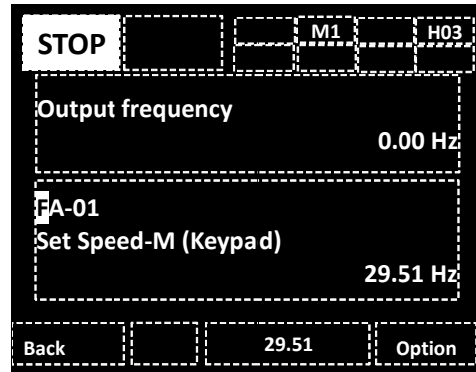 STOP M1 H03
Output frequency
0.00 Hz
FA-01
Set Speed-M (Keypad)
29.51 Hz
Back 29.51 Option